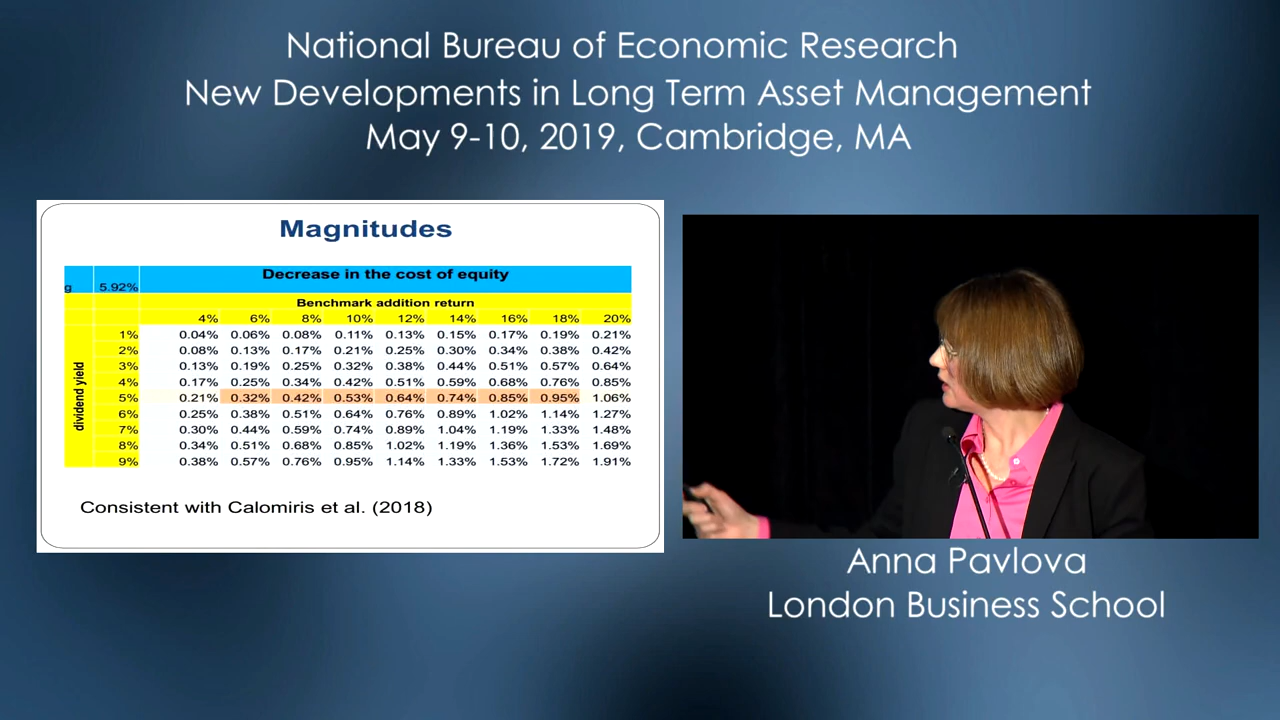 National Bureau of Economic Research
New Developments in Long Term Asset Management
May 9-10, 2019, Cambridge, MA
Magnitudes
g 5.92% Decrease in the cost of equity
Benchmark addition return
4% 6% 8% 10% 12% 14% 16% 18% 20%
dividend yield
1% 0.04% 0.06% 0.08% 0.11% 0.13% 0.15% 0.17% 0.19% 0.21%
2% 0.08% 0.13% 0.17% 0.21% 0.25% 0.30% 0.34% 0.38% 0.42%
3% 0.13% 0.19% 0.25% 0.32% 0.38% 0.44% 0.51% 0.57% 0.64%
4% 0.17% 0.25% 0.34% 0.42% 0.51% 0.59% 0.68% 0.76% 0.85%
5% 0.21% 0.32% 0.42% 0.53% 0.64% 0.74% 0.85% 0.95% 1.06%
6% 0.25% 0.38% 0.51% 0.64% 0.76% 0.89% 1.02% 1.14% 1.27%
7% 0.30% 0.44% 0.59% 0.74% 0.89% 1.04% 1.19% 1.33% 1.48%
8% 0.34% 0.51% 0.68% 0.85% 1.02% 1.19% 1.36% 1.53% 1.69%
9% 0.38% 0.57% 0.76% 0.95% 1.14% 1.33% 1.53% 1.72% 1.91%
Consistent with Calomiris et al. (2018)
Anna Pavlova
London Business School